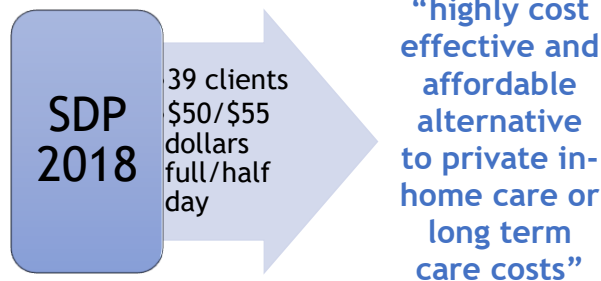 SDP
2018
39 clients
$50/$55
dollars
full/half
day
“highly cost
effective and
affordable
alternative
to private in-
home care or
long term
care costs”